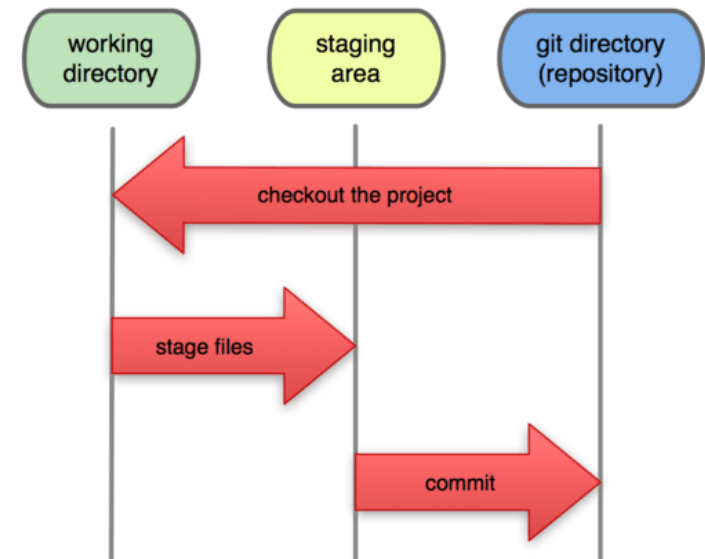 working
directory
staging
area
git directory
(repository)
checkout the project
stage files
commit